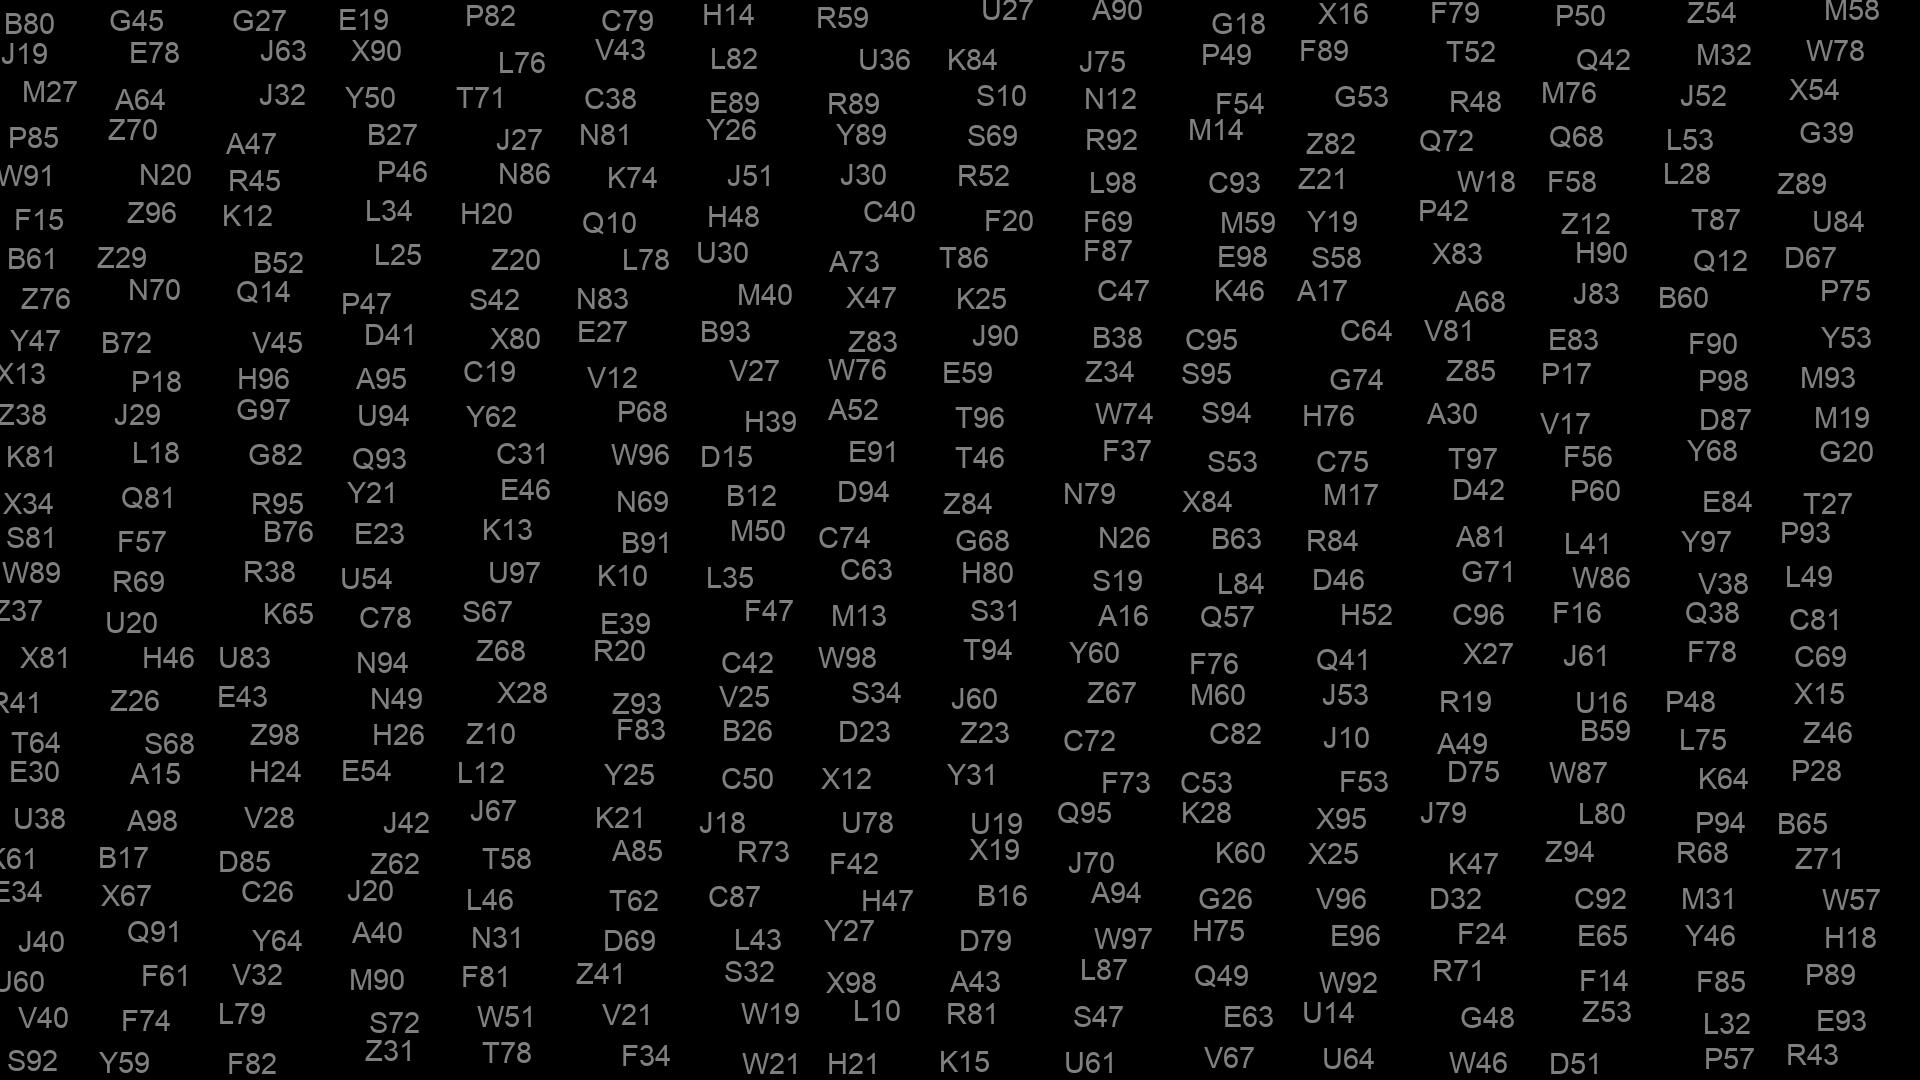 B80 G45 G27 E19 P82 C79 H14 R59 U27 A90 G18 X16 F79 P50 Z54 M58
J19 E78 J63 X90 L76 V43 L82 U36 K84 J75 P49 F89 T52 Q42 M32 W78
M27 A64 J32 Y50 T71 C38 E89 R89 S10 N12 F54 G53 R48 M76 J52 X54
P85 Z70 A47 B27 J27 N81 Y26 Y89 S69 R92 M14 Z82 Q72 Q68 L53 G39
W91 N20 R45 P46 N86 K74 J51 J30 R52 L98 C93 Z21 W18 F58 L28 Z89
F15 Z96 K12 L34 H20 Q10 H48 C40 F20 F69 M59 Y19 P42 Z12 T87 U84
B61 Z29 B52 L25 Z20 L78 U30 A73 T86 F87 E98 S58 X83 H90 Q12 D67
Z76 N70 Q14 P47 S42 N83 M40 X47 K25 C47 K46 A17 A68 J83 B60 P75
Y47 B72 V45 D41 X80 E27 B93 Z83 J90 B38 C95 C64 V81 E83 F90 Y53
X13 P18 H96 A95 C19 V12 V27 W76 E59 Z34 S95 G74 Z85 P17 P98 M93
Z38 J29 G97 U94 Y62 P68 H39 A52 T96 W74 S94 H76 A30 V17 D87 M19
K81 L18 G82 Q93 C31 W96 D15 E91 T46 F37 S53 C75 T97 F56 Y68 G20
X34 Q81 R95 Y21 E46 N69 B12 D94 Z84 N79 X84 M17 D42 P60 E84 T27
S81 F57 B76 E23 K13 B91 M50 C74 G68 N26 B63 R84 A81 L41 Y97 P93
W89 R69 R38 U54 U97 K10 L35 C63 H80 S19 L84 D46 G71 W86 V38 L49
Z37 U20 K65 C78 S67 E39 F47 M13 S31 A16 Q57 H52 C96 F16 Q38 C81
X81 H46 U83 N94 Z68 R20 C42 W98 T94 Y60 F76 Q41 X27 J61 F78 C69
R41 Z26 E43 N49 X28 Z93 V25 S34 J60 Z67 M60 J53 R19 U16 P48 X15
T64 S68 Z98 H26 Z10 F83 B26 D23 Z23 C72 C82 J10 A49 B59 L75 Z46
E30 A15 H24 E54 L12 Y25 C50 X12 Y31 F73 C53 F53 D75 W87 K64 P28
U38 A98 V28 J42 J67 K21 J18 U78 U19 Q95 K28 X95 J79 L80 P94 B65
K61 B17 D85 Z62 T58 A85 R73 F42 X19 J70 K60 X25 K47 Z94 R68 Z71
E34 X67 C26 J20 L46 T62 C87 H47 B16 A94 G26 V96 D32 C92 M31 W57
J40 Q91 Y64 A40 N31 D69 L43 Y27 D79 W97 H75 E96 F24 E65 Y46 H18
U60 F61 V32 M90 F81 Z41 S32 X98 A43 L87 Q49 W92 R71 F14 F85 P89
V40 F74 L79 S72 W51 V21 W19 L10 R81 S47 E63 U14 G48 Z53 L32 E93
S92 Y59 F82 Z31 T78 F34 W21 H21 K15 U61 V67 U64 W46 D51 P57 R43